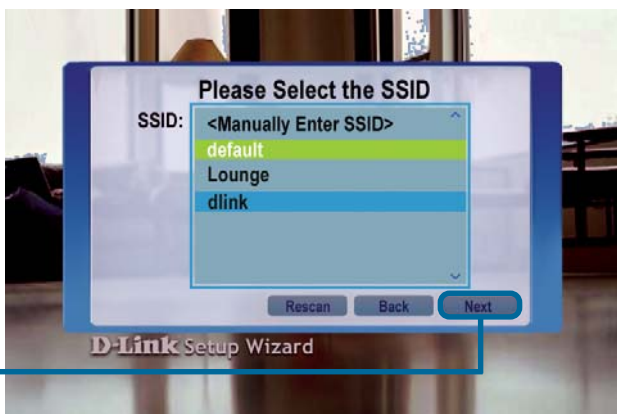 Please Select the SSID
SSID:
<Manually Enter SSID>
default
Lounge
dlink
Rescan Back Next
D-Link Setup Wizard